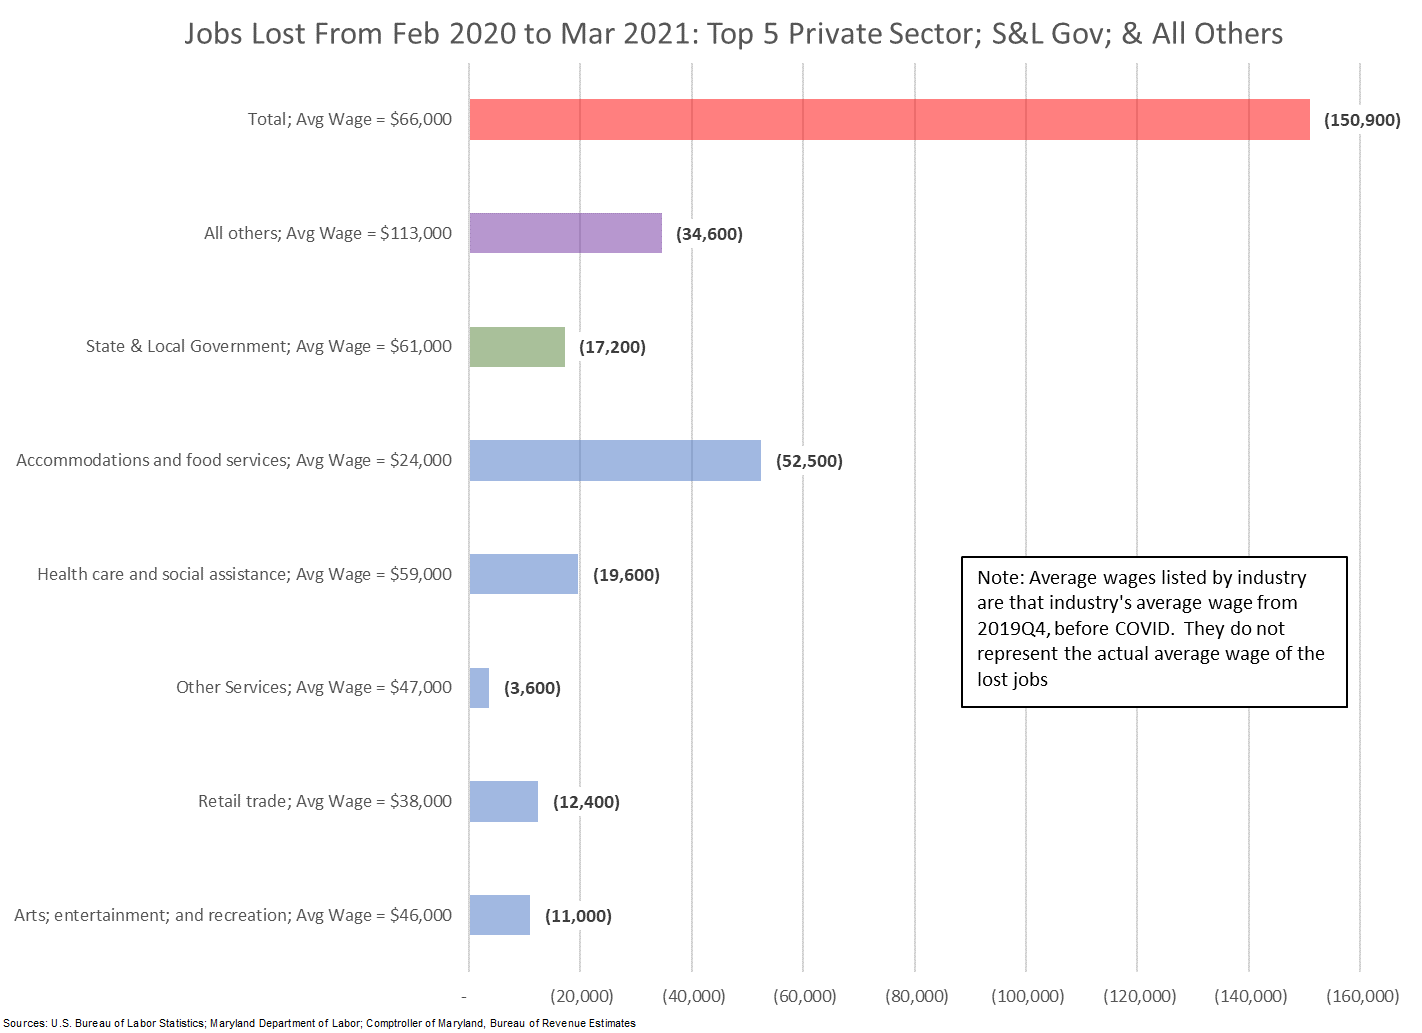 Jobs Lost From Feb 2020 to Mar 2021: Top 5 Private Sector; S&L Gov; & All Others
Total; Avg Wage = $66,000 (150,900)
All others; Avg Wage = $113,000 (34,600)
State & Local Government; Avg Wage = $61,000 (17,200)
Accommodations and food services; Avg Wage = $24,000 (52,500)
Health care and social assistance; Avg Wage = $59,000 (19,600)
Other Services; Avg Wage = $47,000 (3,600)
Retail trade; Avg Wage = $38,000 (12,400)
Arts; entertainment; and recreation; Avg Wage = $46,000 (11,000)
Note: Average wages listed by industry
are that industry's average wage from
2019Q4, before COVID.  They do not
represent the actual average wage of the
lost jobs
- (20,000) (40,000) (60,000) (80,000) (100,000) (120,000) (140,000) (160,000)
Sources: U.S. Bureau of Labor Statistics; Maryland Department of Labor; Comptroller of Maryland, Bureau of Revenue Estimates